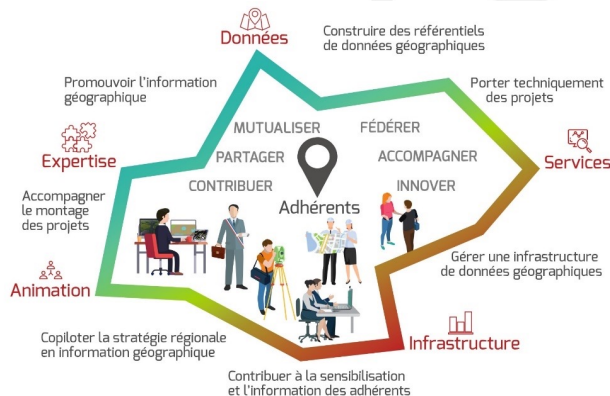 Données
Construire des référentiels
de données géographiques
Promouvoir l'information
géographique
Porter techniquement
des projets
MUTUALISER
FÉDÉRER
Expertise
PARTAGER
ACCOMPAGNER
Services
CONTRIBUER
INNOVER
Accompagner
le montage
des projets
Adhérents
Gérer une infrastructure
de données géographiques
Animation
Copiloter la stratégie régionale
en information géographique
Infrastructure
Contribuer à la sensibilisation
et l'information des adhérents